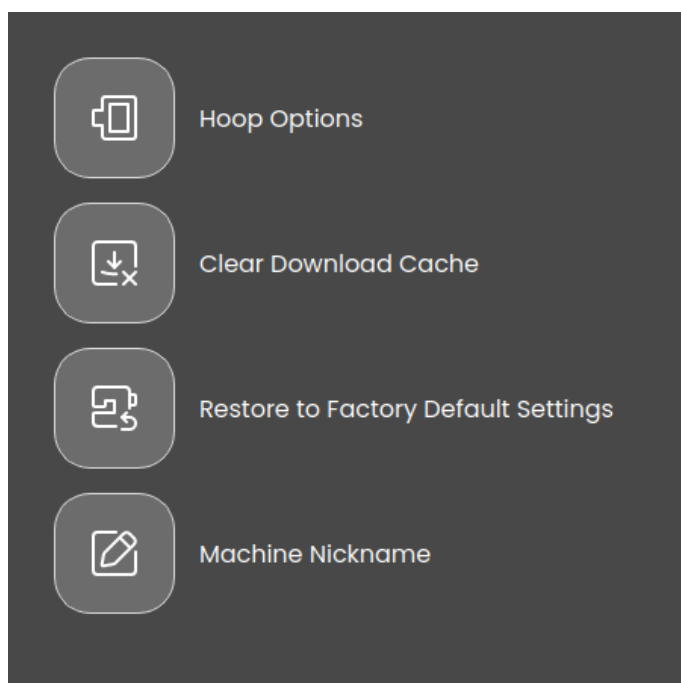 Hoop Options
Clear Download Cache
Restore to Factory Default Settings
Machine Nickname